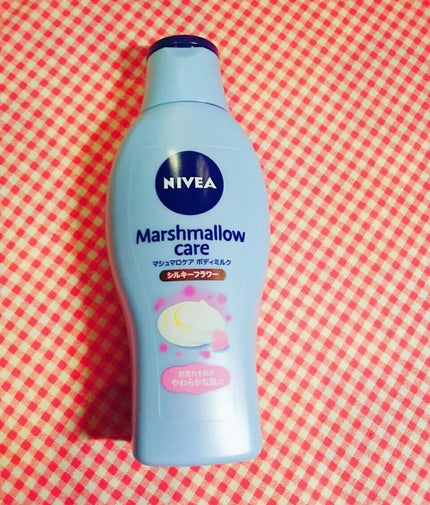 NIVEA
Marshmallow
care
マシュマロケア ボディミルク
シルキーフラワー
肌荒れを防ぎ
やわらかな肌に